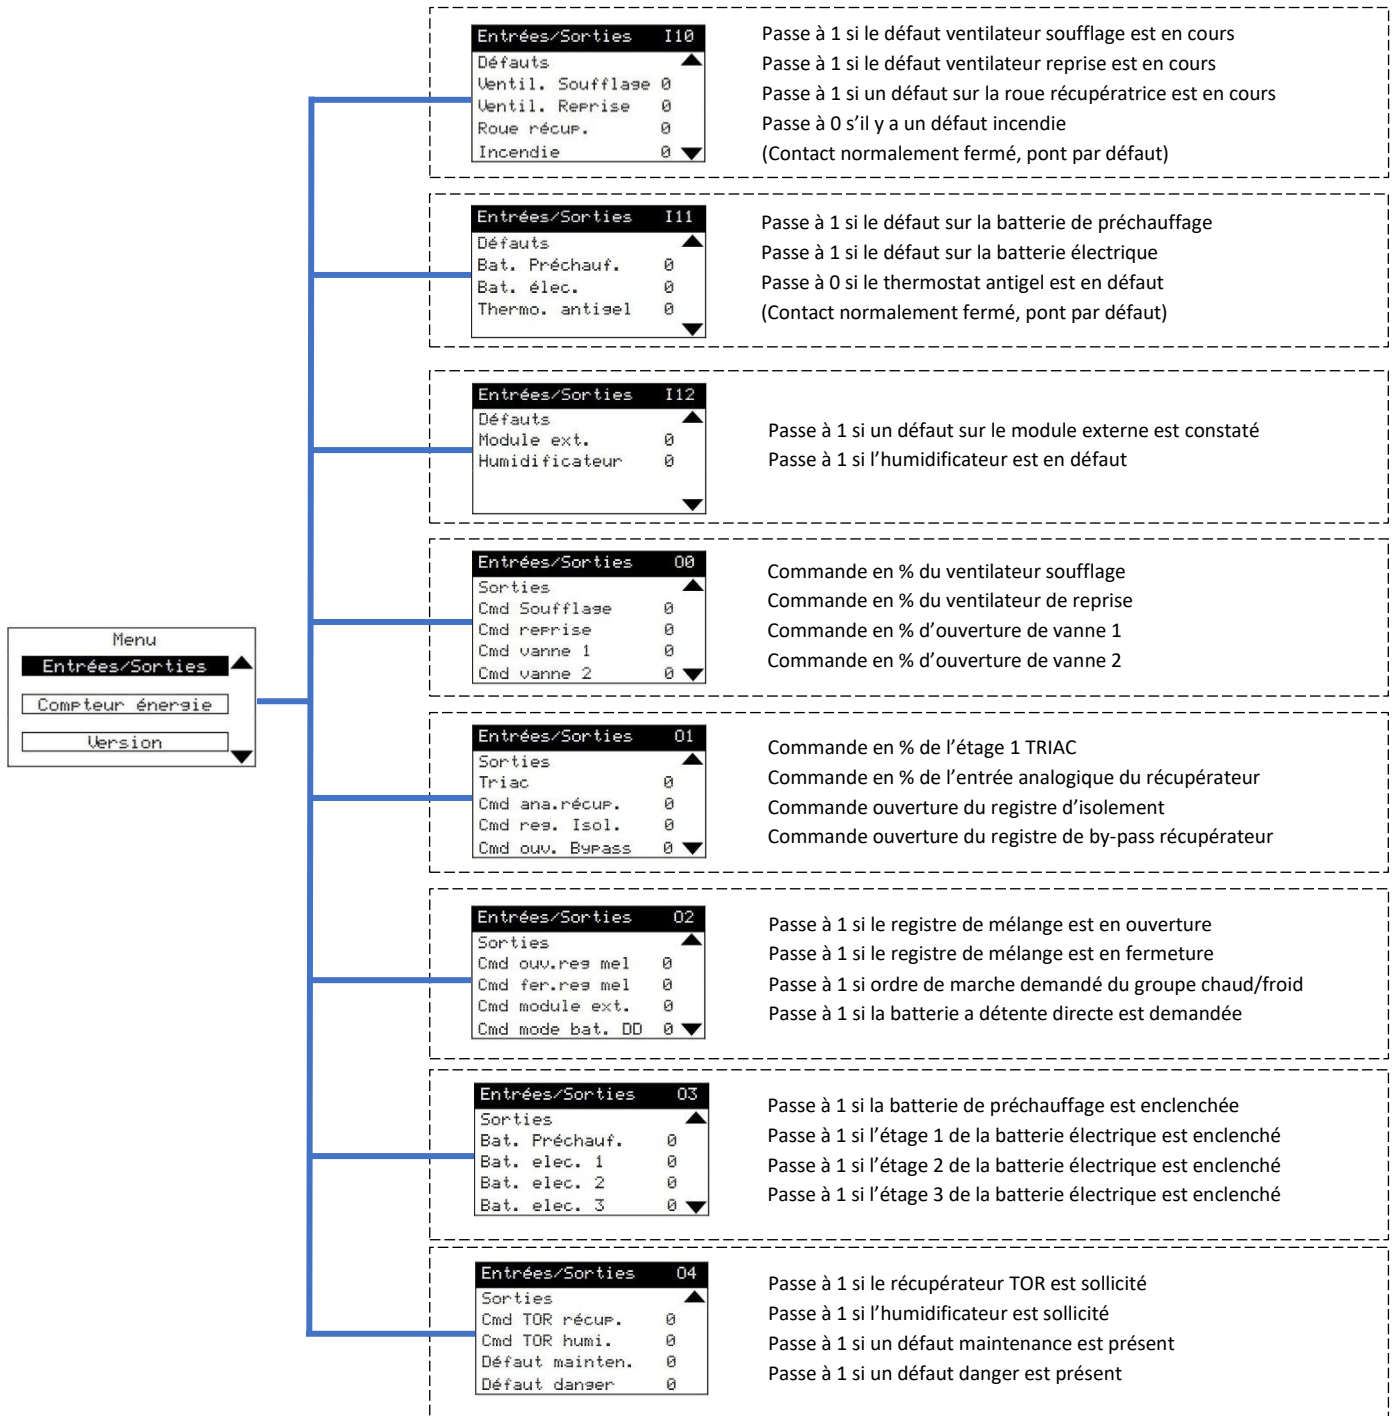 Entrées/Sorties I10
Défauts
Ventil. Soufflage 0
Ventil. Reprise 0
Roue récup. 0
Incendie 0
Passe à 1 si le défaut ventilateur soufflage est en cours
Passe à 1 si le défaut ventilateur reprise est en cours
Passe à 1 si un défaut sur la roue récupératrice est en cours
Passe à 0 s’il y a un défaut incendie
(Contact normalement fermé, pont par défaut)
Entrées/Sorties I11
Défauts
Bat. Préchauf. 0
Bat. élec. 0
Thermo. antigel 0
Passe à 1 si le défaut sur la batterie de préchauffage
Passe à 1 si le défaut sur la batterie électrique
Passe à 0 si le thermostat antigel est en défaut
(Contact normalement fermé, pont par défaut)
Entrées/Sorties I12
Défauts
Module ext. 0
Humidificateur 0
Passe à 1 si un défaut sur le module externe est constaté
Passe à 1 si l’humidificateur est en défaut
Entrées/Sorties O0
Sorties
Cmd Soufflage 0
Cmd reprise 0
Cmd vanne 1 0
Cmd vanne 2 0
Commande en % du ventilateur soufflage
Commande en % du ventilateur de reprise
Commande en % d’ouverture de vanne 1
Commande en % d’ouverture de vanne 2
Menu
Entrées/Sorties
Compteur énergie
Version
Entrées/Sorties O1
Sorties
Triac 0
Cmd ana.récup. 0
Cmd reg. Isol. 0
Cmd ouv. Bypass 0
Commande en % de l’étage 1 TRIAC
Commande en % de l’entrée analogique du récupérateur
Commande ouverture du registre d’isolement
Commande ouverture du registre de by-pass récupérateur
Entrées/Sorties O2
Sorties
Cmd ouv.reg mel 0
Cmd fer.reg mel 0
Cmd module ext. 0
Cmd mode bat. DD 0
Passe à 1 si le registre de mélange est en ouverture
Passe à 1 si le registre de mélange est en fermeture
Passe à 1 si ordre de marche demandé du groupe chaud/froid
Passe à 1 si la batterie a détente directe est demandée
Entrées/Sorties O3
Sorties
Bat. Préchauf. 0
Bat. elec. 1 0
Bat. elec. 2 0
Bat. elec. 3 0
Passe à 1 si la batterie de préchauffage est enclenchée
Passe à 1 si l’étage 1 de la batterie électrique est enclenché
Passe à 1 si l’étage 2 de la batterie électrique est enclenché
Passe à 1 si l’étage 3 de la batterie électrique est enclenché
Entrées/Sorties O4
Sorties
Cmd TOR récup. 0
Cmd TOR humi. 0
Défaut mainten. 0
Défaut danger 0
Passe à 1 si le récupérateur TOR est sollicité
Passe à 1 si l’humidificateur est sollicité
Passe à 1 si un défaut maintenance est présent
Passe à 1 si un défaut danger est présent